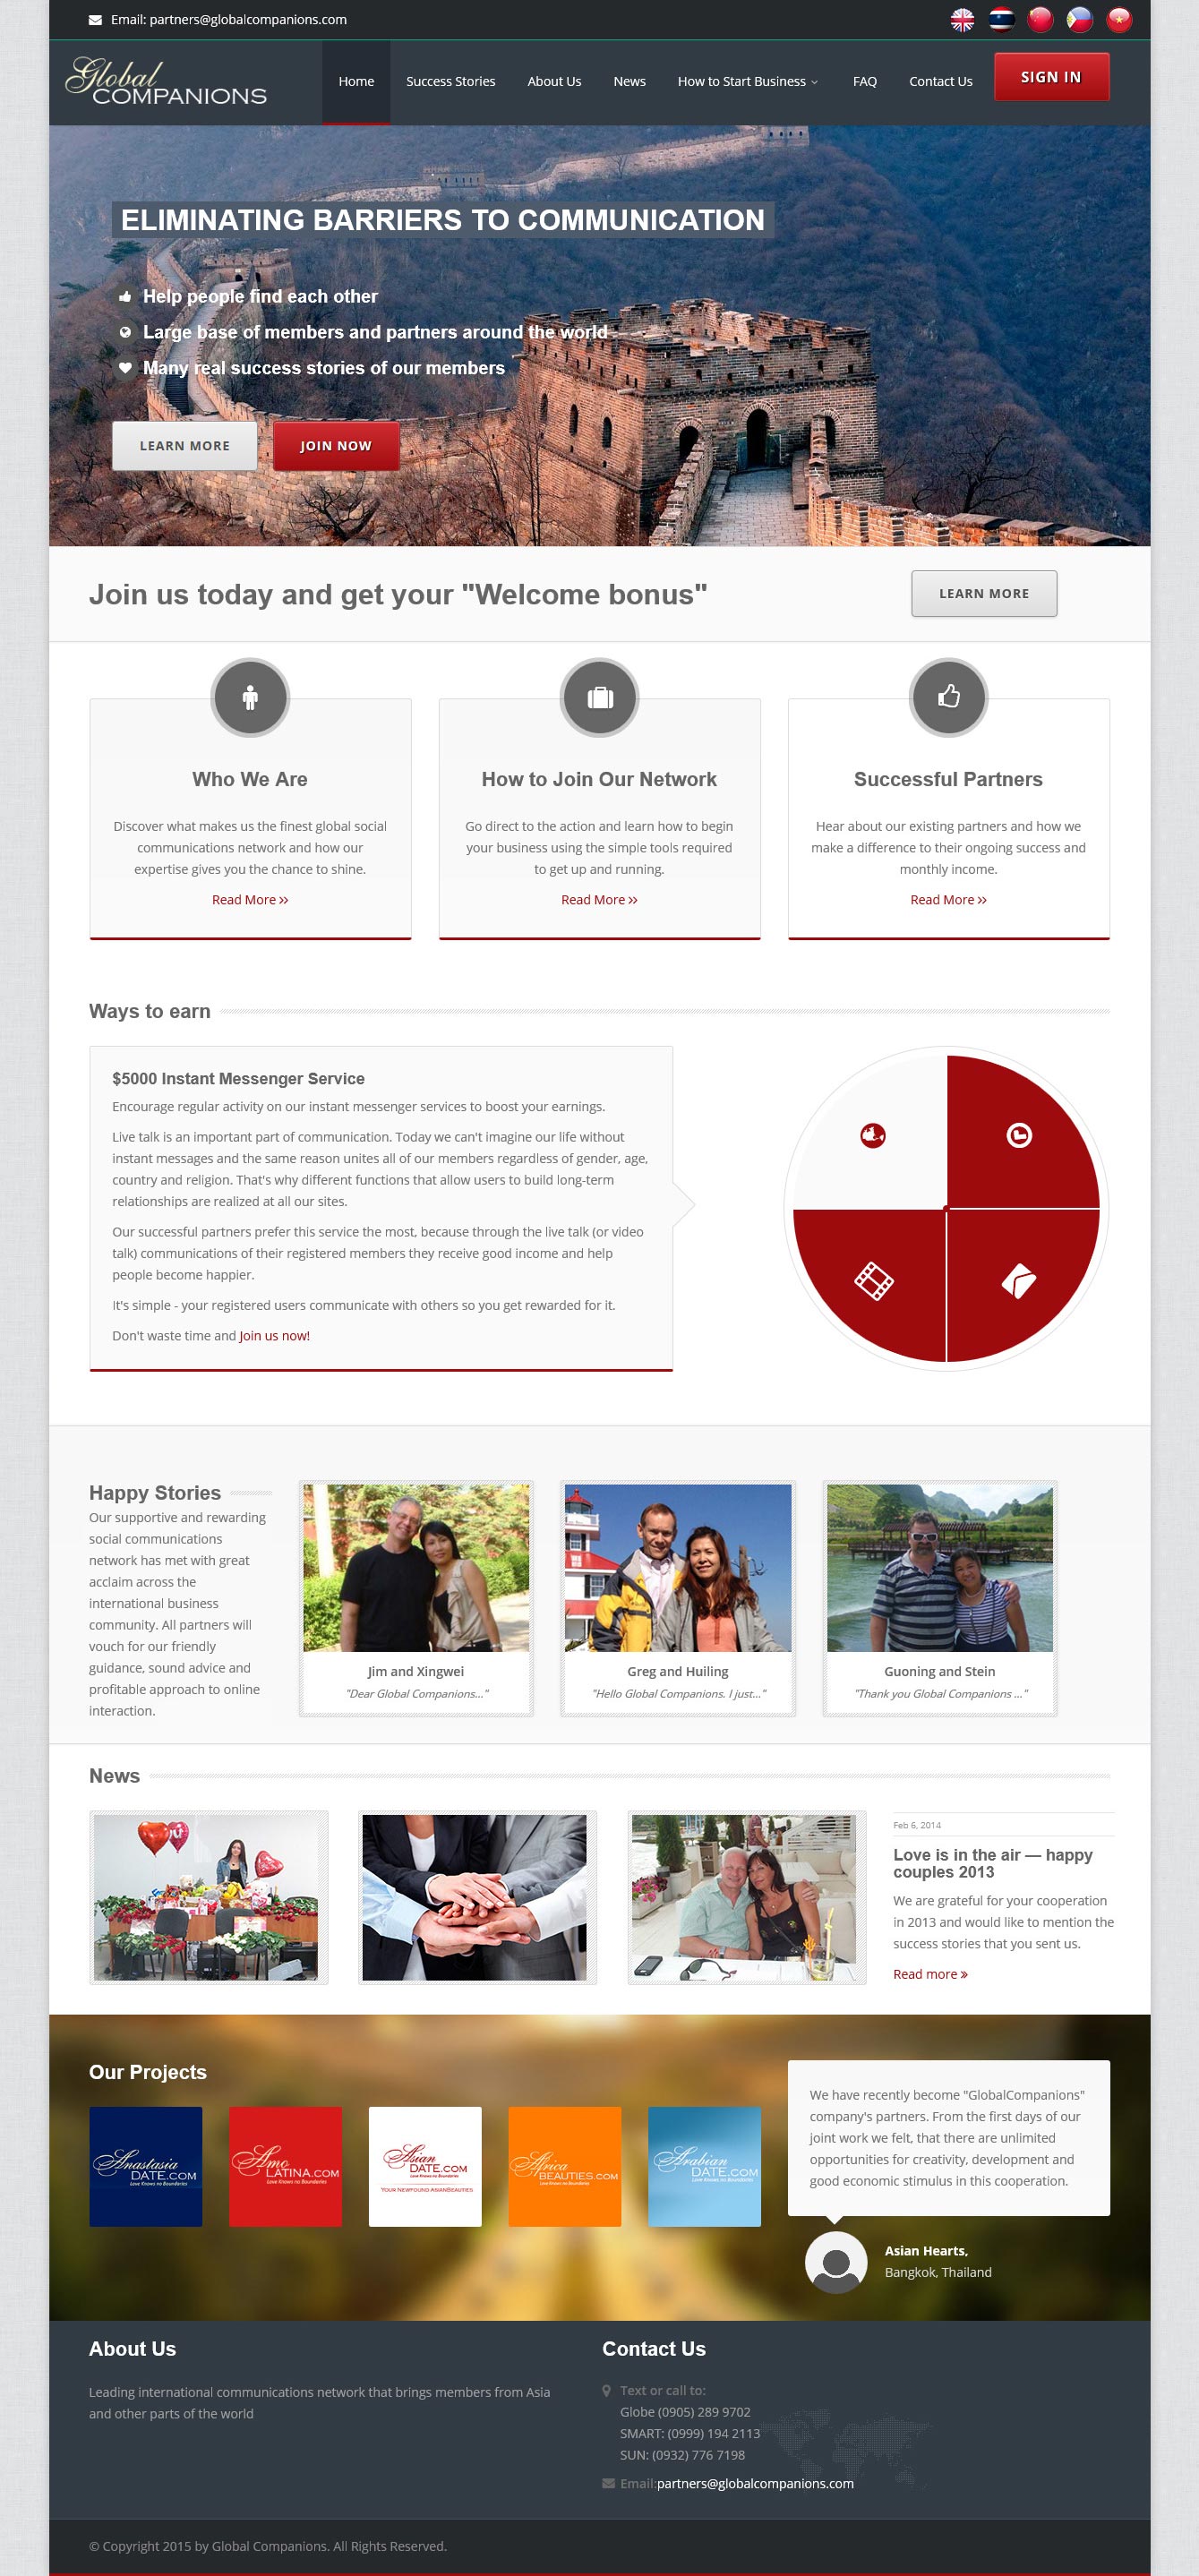 Email: partners@globalcompanions.com
Global
COMPANIONS
Home
Success Stories
About Us
News
How to Start Business
FAQ
Contact Us
SIGN IN
ELIMINATING BARRIERS TO COMMUNICATION
Help people find each other
Large base of members and partners around the world
Many real success stories of our members
LEARN MORE
JOIN NOW
Join us today and get your "Welcome bonus"
LEARN MORE
Who We Are
Discover what makes us the finest global social
communications network and how our
expertise gives you the chance to shine.
Read More
How to Join Our Network
Go direct to the action and learn how to begin
your business using the simple tools required
to get up and running.
Read More
Successful Partners
Hear about our existing partners and how we
make a difference to their ongoing success and
monthly income.
Read More
Ways to earn
$5000 Instant Messenger Service
Encourage regular activity on our instant messenger services to boost your earnings.
Live talk is an important part of communication. Today we can't imagine our life without
instant messages and the same reason unites all of our members regardless of gender, age,
country and religion. That's why different functions that allow users to build long-term
relationships are realized at all our sites.
Our successful partners prefer this service the most, because through the live talk (or video
talk) communications of their registered members they receive good income and help
people become happier.
It's simple - your registered users communicate with others so you get rewarded for it.
Don't waste time and Join us now!
Happy Stories
Our supportive and rewarding
social communications
network has met with great
acclaim across the
international business
community. All partners will
vouch for our friendly
guidance, sound advice and
profitable approach to online
interaction.
Jim and Xingwei
"Dear Global Companions..."
Greg and Huiling
"Hello Global Companions. I just..."
Guoning and Stein
"Thank you Global Companions ..."
News
Feb 6, 2014
Love is in the air — happy
couples 2013
We are grateful for your cooperation
in 2013 and would like to mention the
success stories that you sent us.
Read more
Our Projects
Anastasia
DATE.COM
Love Knows no Boundaries
Amo
LATINA.COM
Love Knows no Boundaries
Asian
DATE.COM
Love Knows no Boundaries
YOUR NEWFOUND ASIANBEAUTIES
Africa
BEAUTIES.COM
Love Knows no Boundaries
Arabian
DATE.COM
Love Knows no Boundaries
We have recently become "GlobalCompanions"
company's partners. From the first days of our
joint work we felt, that there are unlimited
opportunities for creativity, development and
good economic stimulus in this cooperation.
Asian Hearts,
Bangkok, Thailand
About Us
Leading international communications network that brings members from Asia
and other parts of the world
Contact Us
Text or call to:
Globe (0905) 289 9702
SMART: (0999) 194 2113
SUN: (0932) 776 7198
Email:partners@globalcompanions.com
© Copyright 2015 by Global Companions. All Rights Reserved.